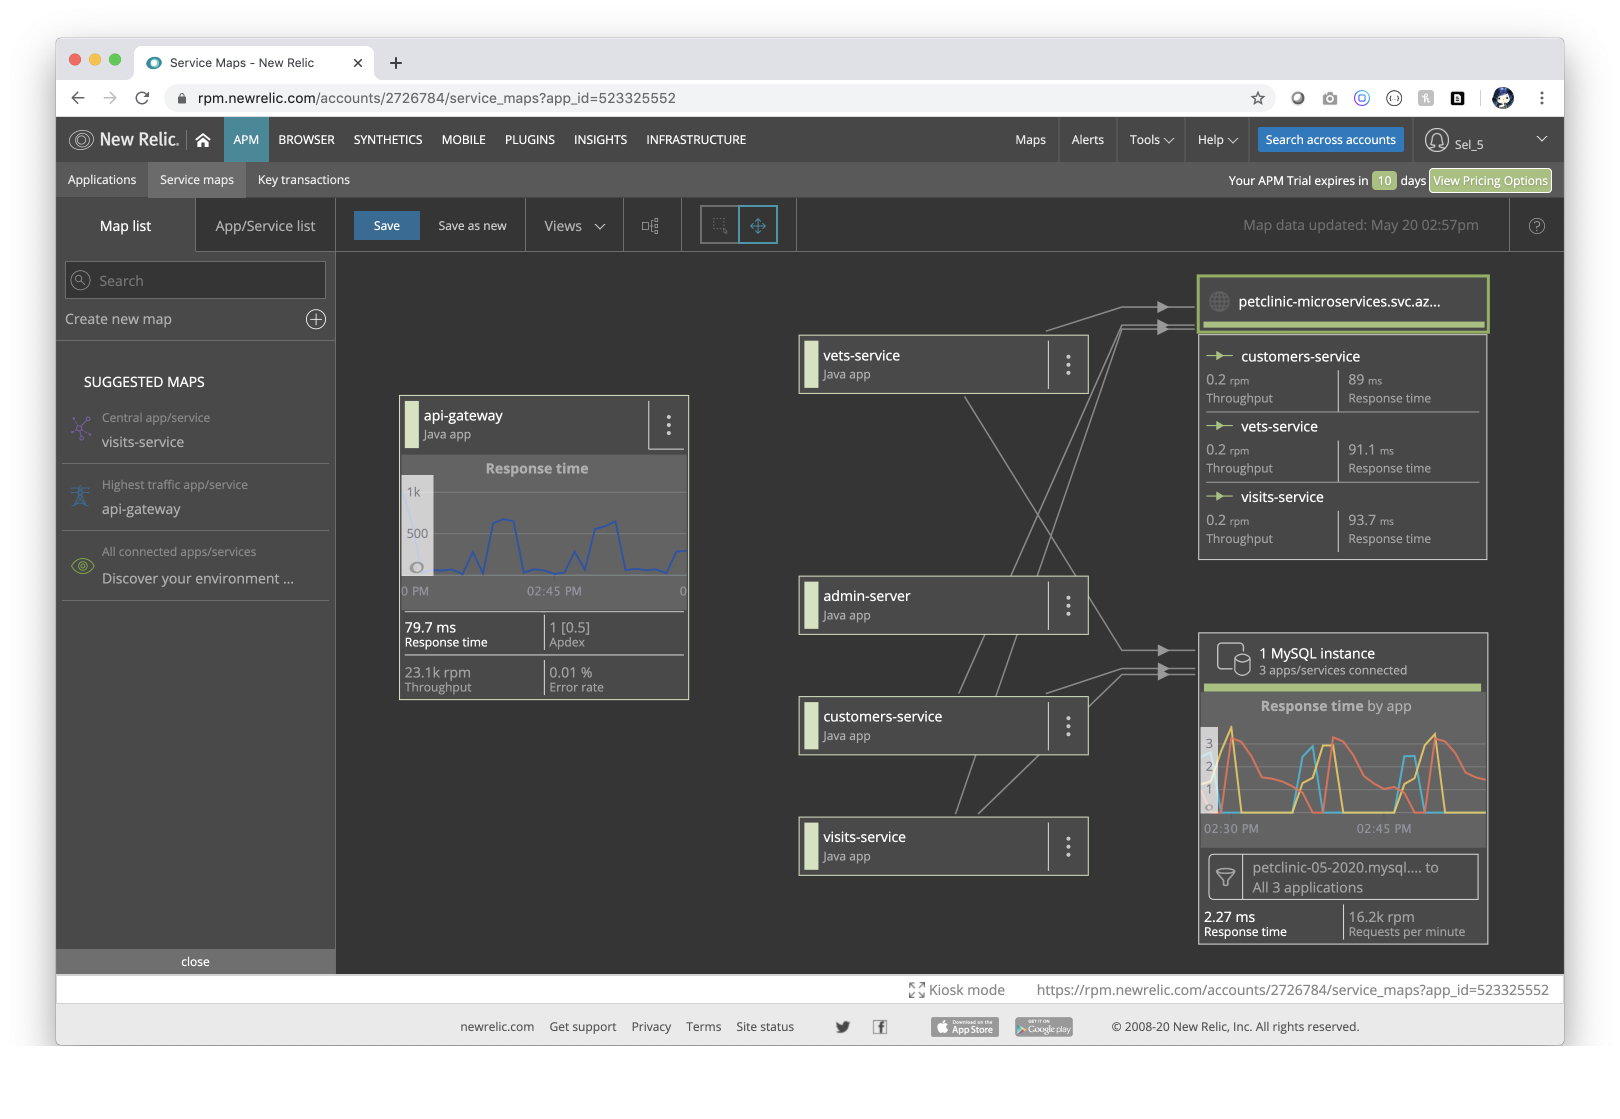 Service Maps - New Relic
rpm.newrelic.com/accounts/2726784/service_maps?app_id=523325552
New Relic. APM BROWSER SYNTHETICS MOBILE PLUGINS INSIGHTS INFRASTRUCTURE Maps Alerts Tools Help Search across accounts Sel_5
Applications Service maps Key transactions Your APM Trial expires in 10 days View Pricing Options
Map list App/Service list Save Save as new Views Map data updated: May 20 02:57pm
Search
Create new map
SUGGESTED MAPS
Central app/service
visits-service
Highest traffic app/service
api-gateway
All connected apps/services
Discover your environment ...
close
api-gateway
Java app
Response time
1k
500
0
0 PM 02:45 PM 0
79.7 ms 1 [0.5]
Response time Apdex
23.1k rpm 0.01 %
Throughput Error rate
vets-service
Java app
admin-server
Java app
customers-service
Java app
visits-service
Java app
petclinic-microservices.svc.az...
customers-service
0.2 rpm 89 ms
Throughput Response time
vets-service
0.2 rpm 91.1 ms
Throughput Response time
visits-service
0.2 rpm 93.7 ms
Throughput Response time
1 MySQL instance
3 apps/services connected
Response time by app
3
2
1
0
02:30 PM 02:45 PM
petclinic-05-2020.mysql.... to
All 3 applications
2.27 ms 16.2k rpm
Response time Requests per minute
Kiosk mode https://rpm.newrelic.com/accounts/2726784/service_maps?app_id=523325552
newrelic.com Get support Privacy Terms Site status Download on the App Store GET IT ON Google play © 2008-20 New Relic, Inc. All rights reserved.